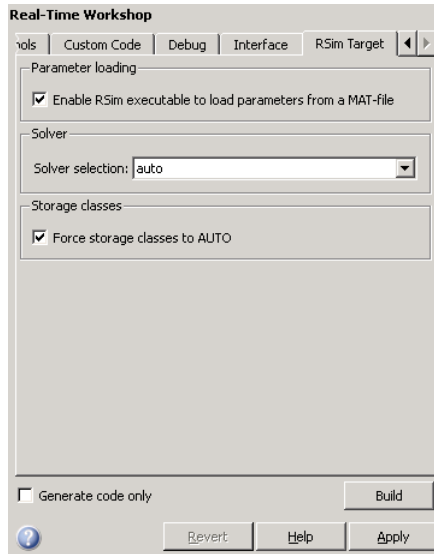 Real-Time Workshop
Custom Code Debug Interface RSim Target
Parameter loading
Enable RSim executable to load parameters from a MAT-file
Solver
Solver selection: auto
Storage classes
Force storage classes to AUTO
Generate code only Build
Revert Help Apply